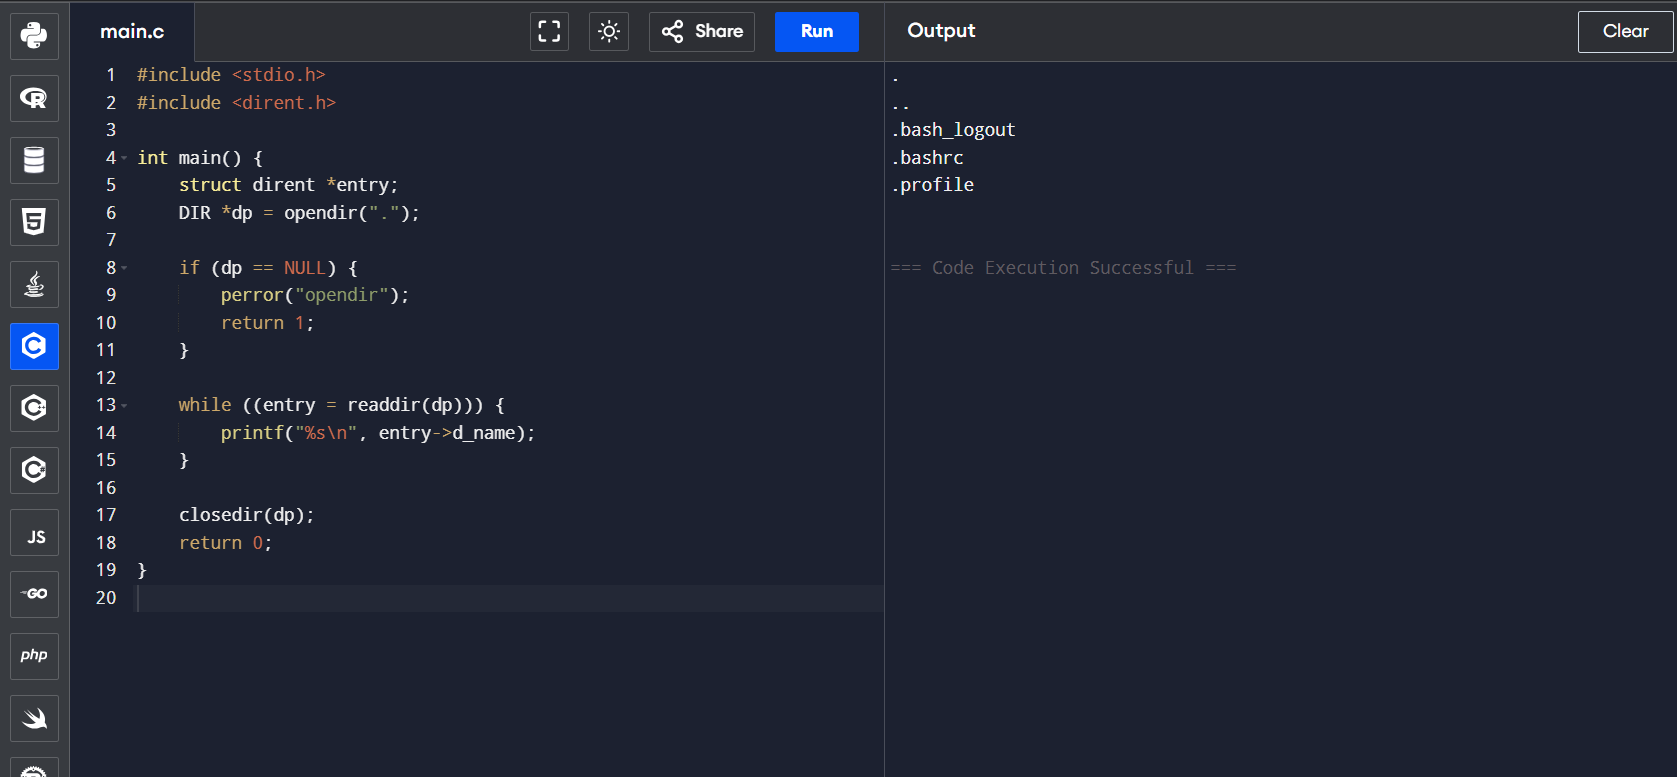 main.c
Share
Run
Output
Clear
1 #include <stdio.h>
2 #include <dirent.h>
3
4 int main() {
5     struct dirent *entry;
6     DIR *dp = opendir(".");
7
8     if (dp == NULL) {
9         perror("opendir");
10         return 1;
11     }
12
13     while ((entry = readdir(dp))) {
14         printf("%s\n", entry->d_name);
15     }
16
17     closedir(dp);
18     return 0;
19 }
20
.
..
.bash_logout
.bashrc
.profile
=== Code Execution Successful ===
R
5
C
C
C
JS
GO
php